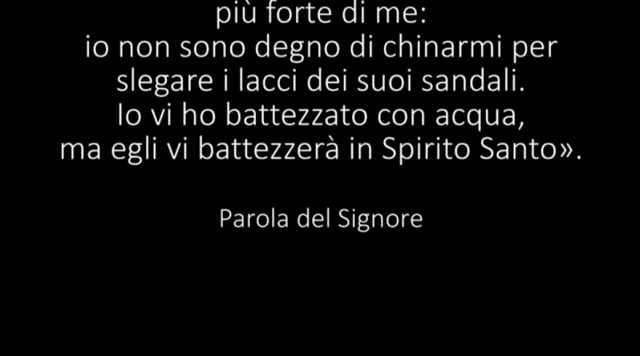 più forte di me:
io non sono degno di chinarmi per
slegare i lacci dei suoi sandali.
Io vi ho battezzato con acqua,
ma egli vi battezzerà in Spirito Santo».
Parola del Signore